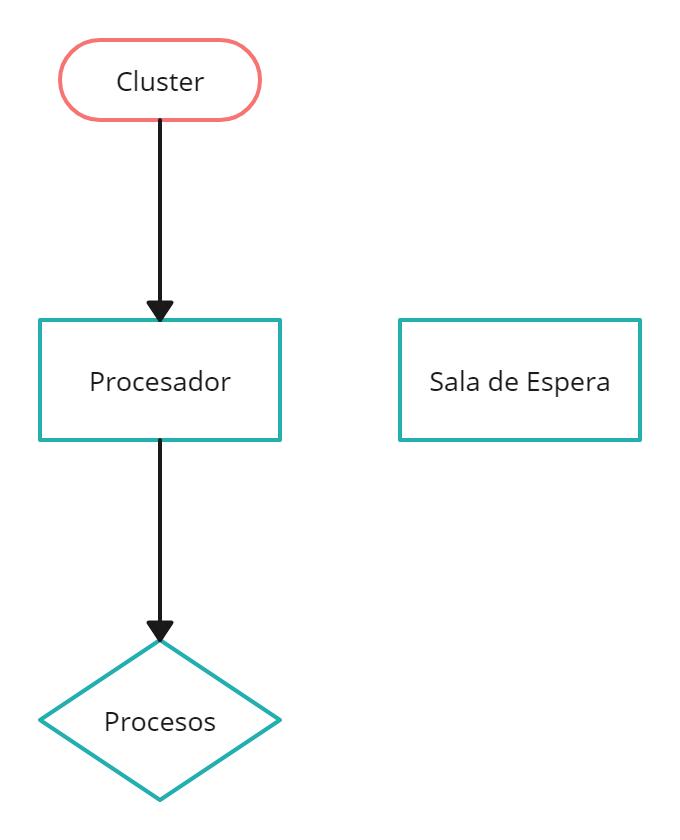 Cluster
Procesador
Sala de Espera
Procesos